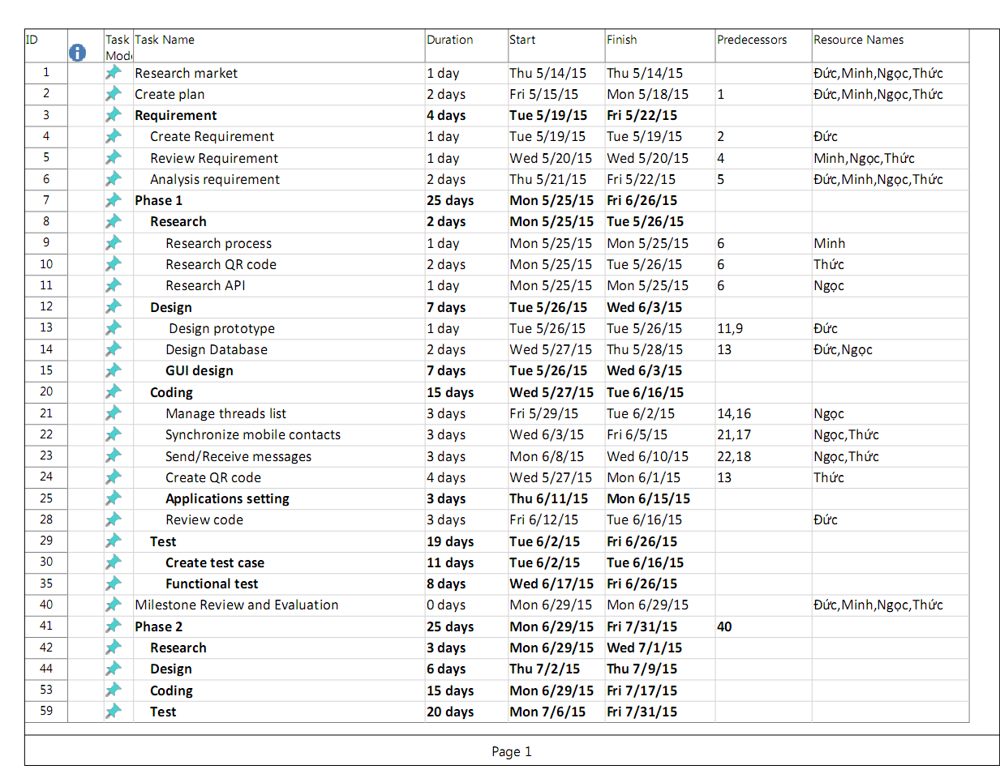 ID Task Mode Task Name Duration Start Finish Predecessors Resource Names
1 Research market 1 day Thu 5/14/15 Thu 5/14/15 Đức,Minh,Ngọc,Thức
2 Create plan 2 days Fri 5/15/15 Mon 5/18/15 1 Đức,Minh,Ngọc,Thức
3 Requirement 4 days Tue 5/19/15 Fri 5/22/15
4 Create Requirement 1 day Tue 5/19/15 Tue 5/19/15 2 Đức
5 Review Requirement 1 day Wed 5/20/15 Wed 5/20/15 4 Minh,Ngọc,Thức
6 Analysis requirement 2 days Thu 5/21/15 Fri 5/22/15 5 Đức,Minh,Ngọc,Thức
7 Phase 1 25 days Mon 5/25/15 Fri 6/26/15
8 Research 2 days Mon 5/25/15 Tue 5/26/15
9 Research process 1 day Mon 5/25/15 Mon 5/25/15 6 Minh
10 Research QR code 2 days Mon 5/25/15 Tue 5/26/15 6 Thức
11 Research API 1 day Mon 5/25/15 Mon 5/25/15 6 Ngọc
12 Design 7 days Tue 5/26/15 Wed 6/3/15
13 Design prototype 1 day Tue 5/26/15 Tue 5/26/15 11,9 Đức
14 Design Database 2 days Wed 5/27/15 Thu 5/28/15 13 Đức,Ngọc
15 GUI design 7 days Tue 5/26/15 Wed 6/3/15
20 Coding 15 days Wed 5/27/15 Tue 6/16/15
21 Manage threads list 3 days Fri 5/29/15 Tue 6/2/15 14,16 Ngọc
22 Synchronize mobile contacts 3 days Wed 6/3/15 Fri 6/5/15 21,17 Ngọc,Thức
23 Send/Receive messages 3 days Mon 6/8/15 Wed 6/10/15 22,18 Ngọc,Thức
24 Create QR code 4 days Wed 5/27/15 Mon 6/1/15 13 Thức
25 Applications setting 3 days Thu 6/11/15 Mon 6/15/15
28 Review code 3 days Fri 6/12/15 Tue 6/16/15 Đức
29 Test 19 days Tue 6/2/15 Fri 6/26/15
30 Create test case 11 days Tue 6/2/15 Tue 6/16/15
35 Functional test 8 days Wed 6/17/15 Fri 6/26/15
40 Milestone Review and Evaluation 0 days Mon 6/29/15 Mon 6/29/15 Đức,Minh,Ngọc,Thức
41 Phase 2 25 days Mon 6/29/15 Fri 7/31/15 40
42 Research 3 days Mon 6/29/15 Wed 7/1/15
44 Design 6 days Thu 7/2/15 Thu 7/9/15
53 Coding 15 days Mon 6/29/15 Fri 7/17/15
59 Test 20 days Mon 7/6/15 Fri 7/31/15
Page 1